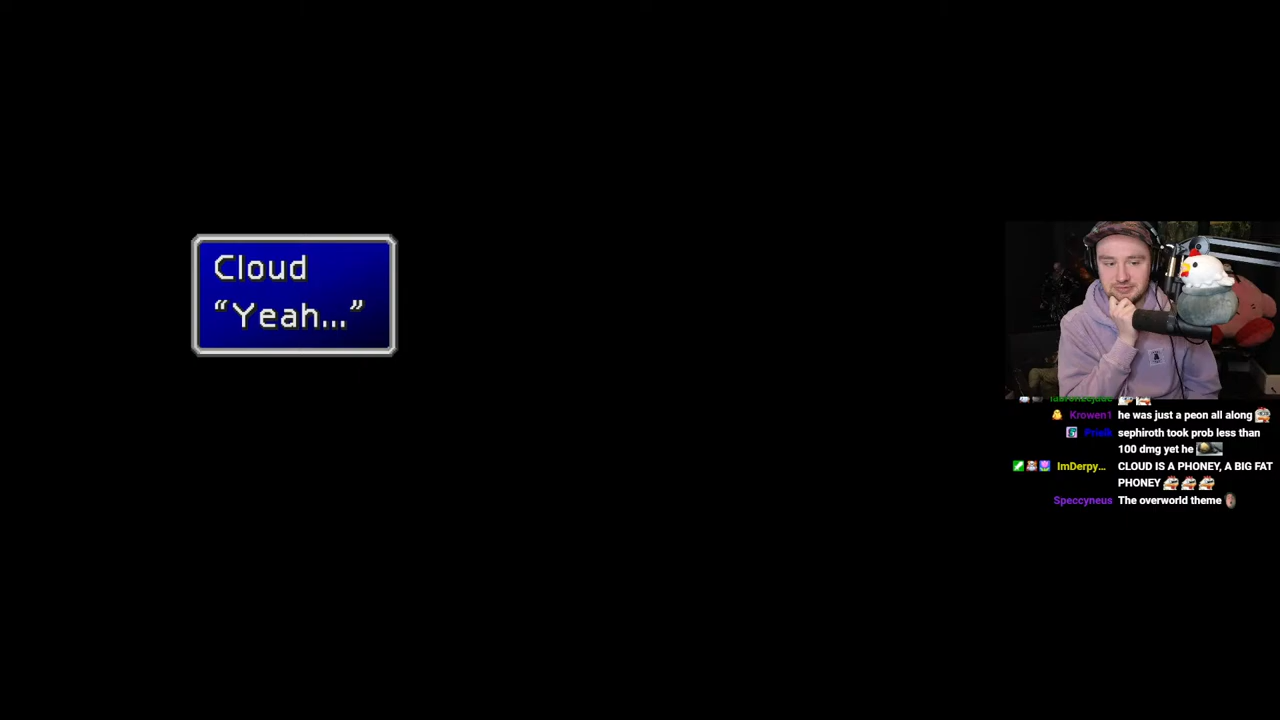 Cloud
“Yeah...”
Krowen1 he was just a peon all along
Prielk sephiroth took prob less than
100 dmg yet he
ImDerpy... CLOUD IS A PHONEY, A BIG FAT
PHONEY
Speccyneus The overworld theme